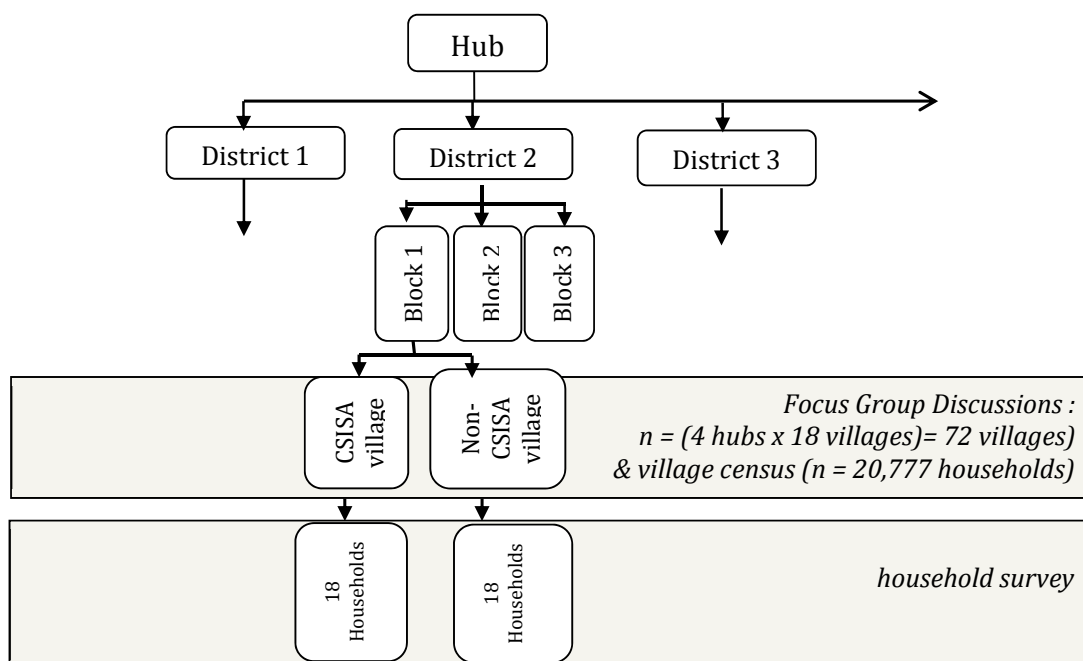 Hub
District 1
District 2
District 3
Block 1
Block 2
Block 3
CSISA
village
Non-
CSISA
village
Focus Group Discussions :
n = (4 hubs x 18 villages)= 72 villages)
& village census (n = 20,777 households)
18
Households
18
Households
household survey